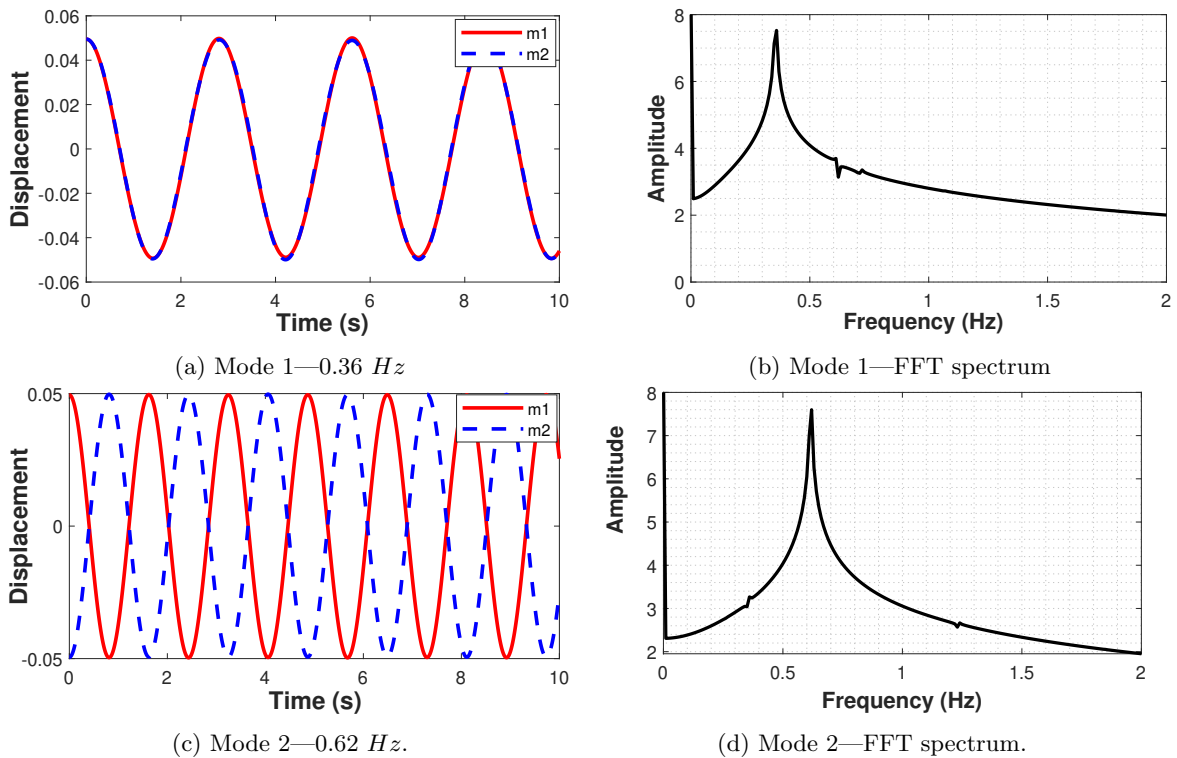 0.06
0.04
0.02
0
-0.02
-0.04
-0.06
Displacement
0 2 4 6 8 10
Time (s)
m1
m2
(a) Mode 1—0.36 Hz
8
6
4
2
0
Amplitude
0 0.5 1 1.5 2
Frequency (Hz)
(b) Mode 1—FFT spectrum
0.05
0
-0.05
Displacement
0 2 4 6 8 10
Time (s)
m1
m2
(c) Mode 2—0.62 Hz.
8
7
6
5
4
3
2
Amplitude
0 0.5 1 1.5 2
Frequency (Hz)
(d) Mode 2—FFT spectrum.